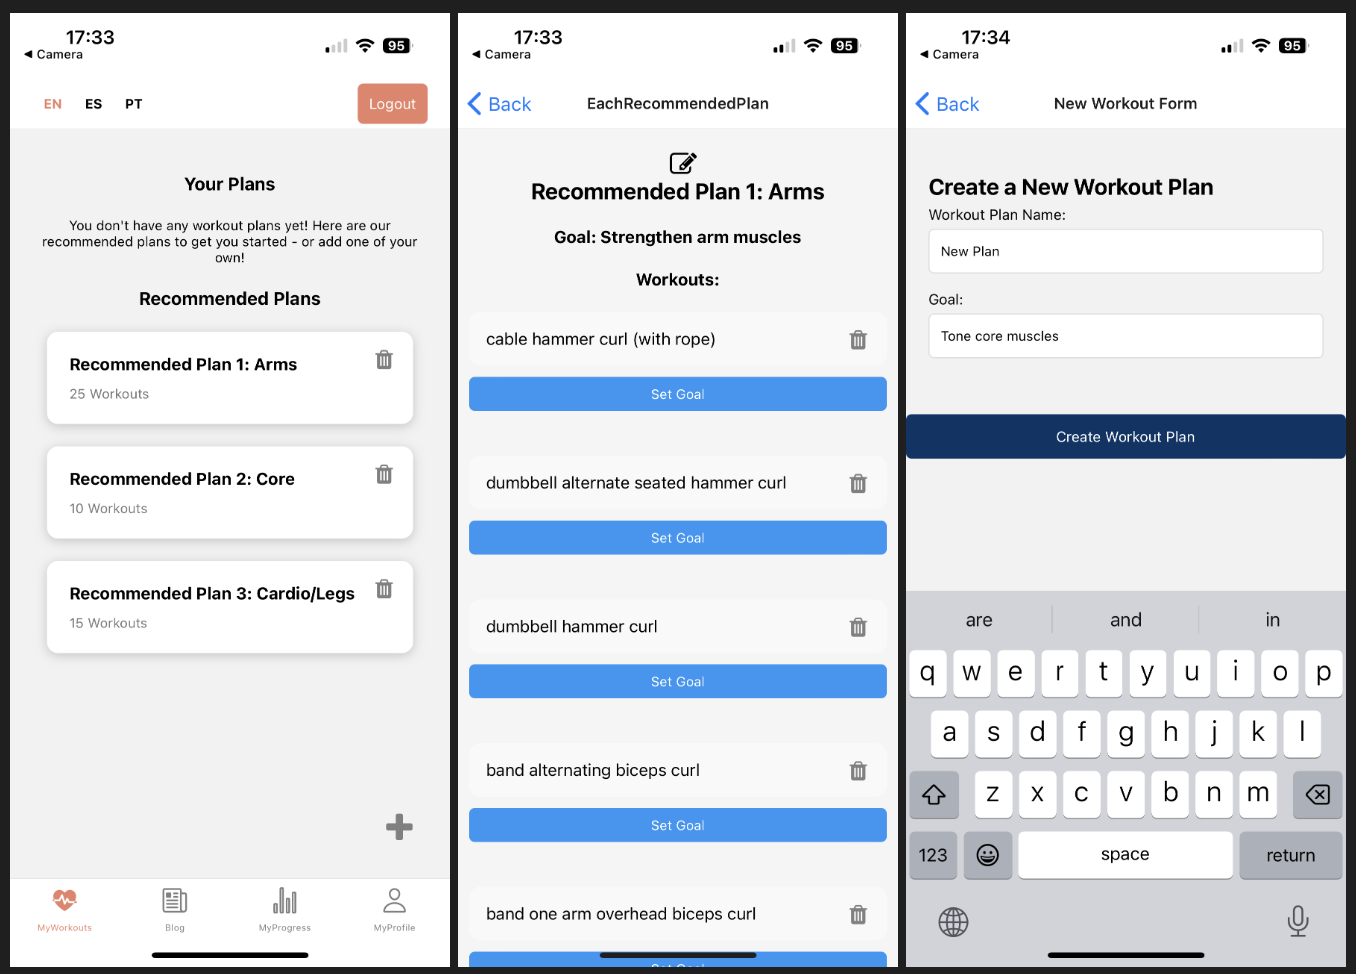 17:33
◄ Camera
95
EN ES PT
Logout
Your Plans
You don't have any workout plans yet! Here are our
recommended plans to get you started - or add one of your
own!
Recommended Plans
Recommended Plan 1: Arms
25 Workouts
Recommended Plan 2: Core
10 Workouts
Recommended Plan 3: Cardio/Legs
15 Workouts
MyWorkouts
Blog
MyProgress
MyProfile
17:33
◄ Camera
95
Back
EachRecommendedPlan
Recommended Plan 1: Arms
Goal: Strengthen arm muscles
Workouts:
cable hammer curl (with rope)
Set Goal
dumbbell alternate seated hammer curl
Set Goal
dumbbell hammer curl
Set Goal
band alternating biceps curl
Set Goal
band one arm overhead biceps curl
Set Goal
17:34
◄ Camera
95
Back
New Workout Form
Create a New Workout Plan
Workout Plan Name:
New Plan
Goal:
Tone core muscles
Create Workout Plan
are and in
q w e r t y u i o p
a s d f g h j k l
z x c v b n m
123 space return